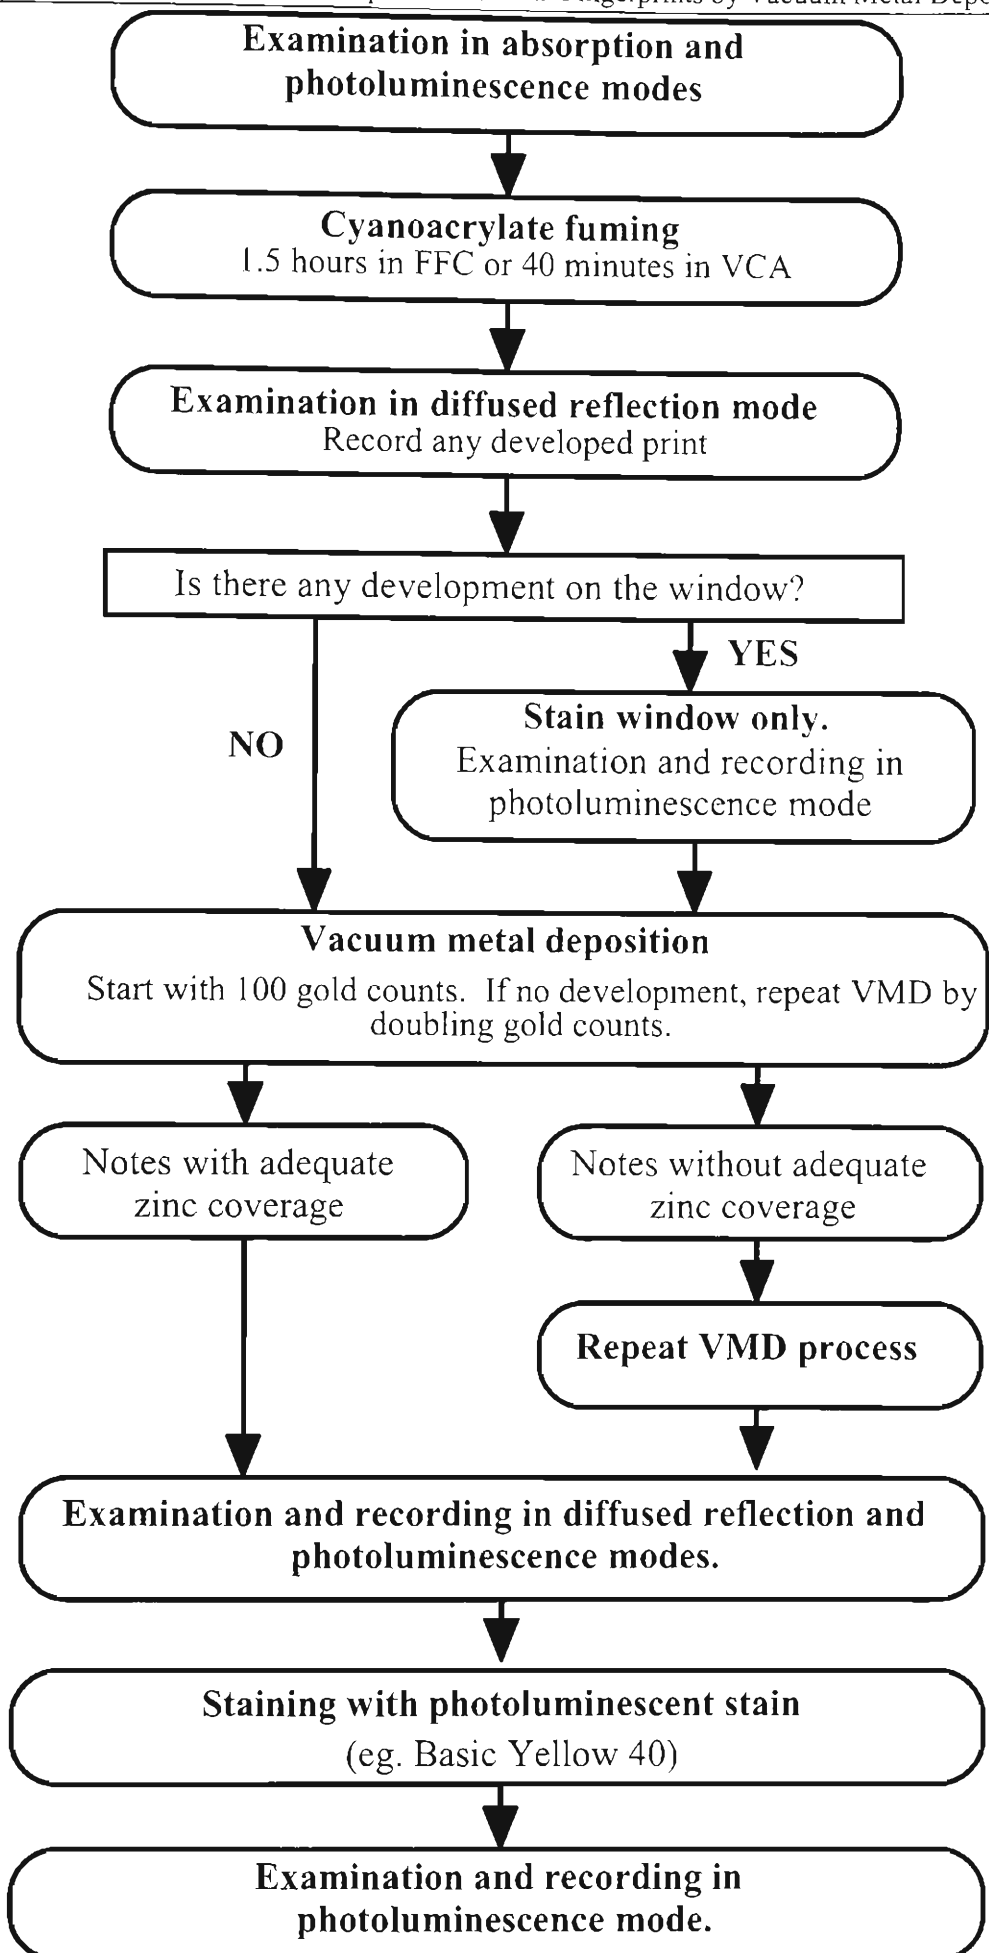 by Vacuum Metal
Examination in absorption and
photoluminescence modes
Cyanoacrylate fuming
1.5 hours in FFC or 40 minutes in VCA
Examination in diffused reflection mode
Record any developed print
Is there any development on the window?
YES
NO
Stain window only.
Examination and recording in
photoluminescence mode
Vacuum metal deposition
Start with 100 gold counts. If no development, repeat VMD by
doubling gold counts.
Notes with adequate
zinc coverage
Notes without adequate
zinc coverage
Repeat VMD process
Examination and recording in diffused reflection and
photoluminescence modes.
Staining with photoluminescent stain
(eg. Basic Yellow 40)
Examination and recording in
photoluminescence mode.